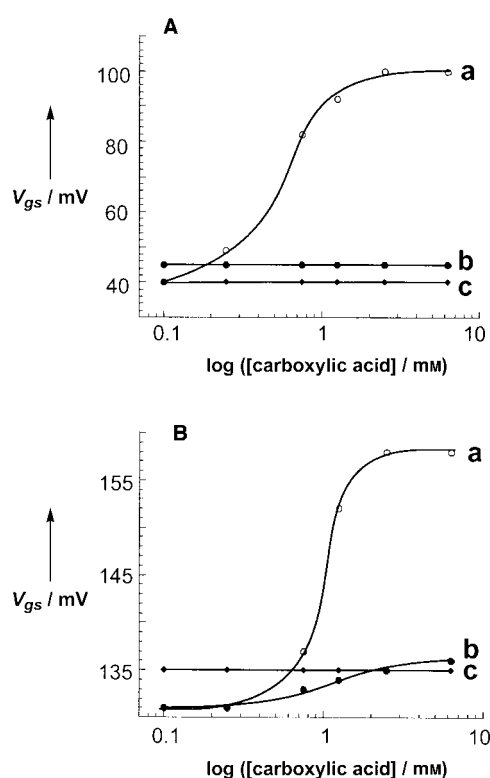 A
a
100
80
V_gs / mV
60
b
40
c
0.1
1
10
log ([carboxylic acid] / mM)
B
a
155
145
V_gs / mV
b
135
c
0.1
1
10
log ([carboxylic acid] / mM)